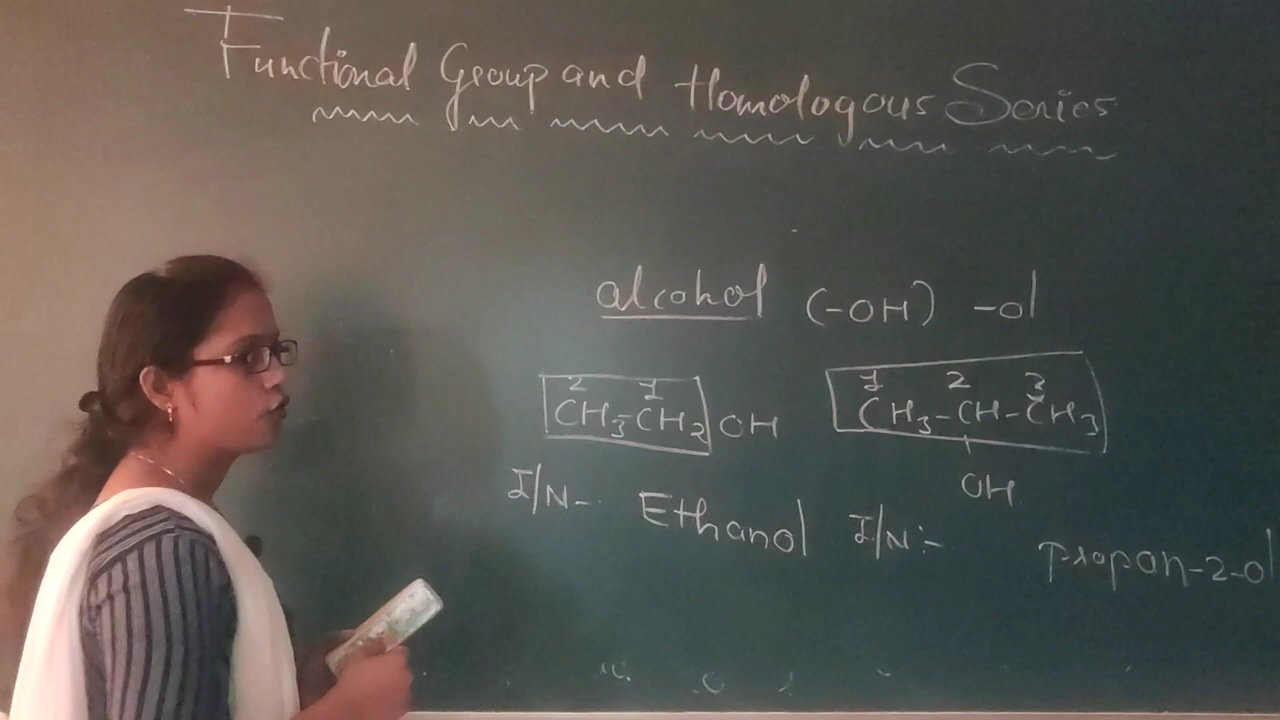 Functional Group and Homologous Series
alcohol (-OH) -ol
2 1
CH3-CH2 OH
1 2 3
CH3-CH-CH3
OH
I/N-. Ethanol
I/N:- propan-2-ol